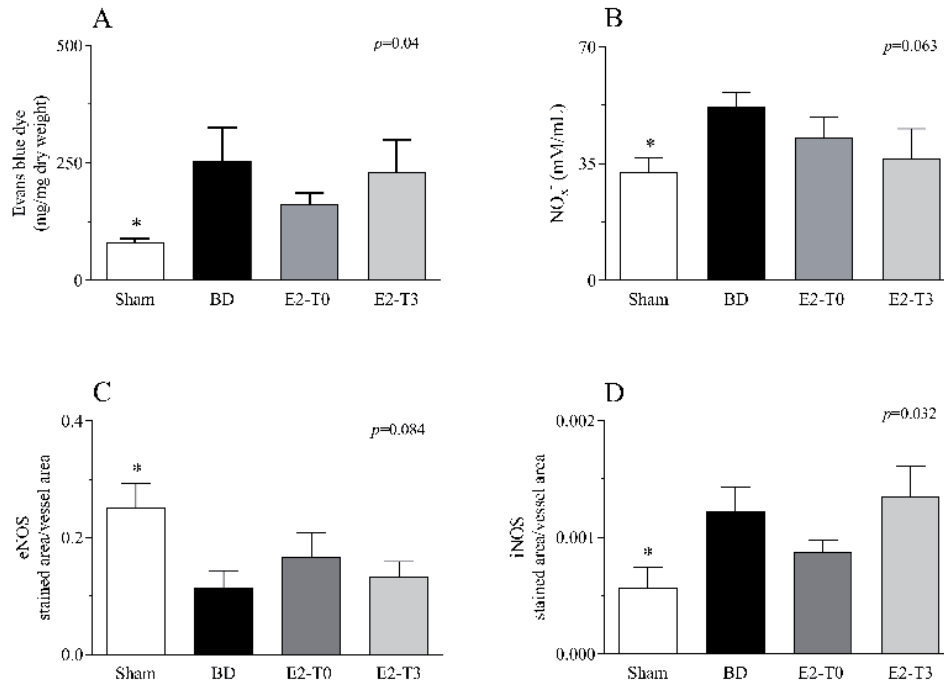 A
500
p=0.04
Evans blue dye
(mg/mg dry weight)
250
*
0
Sham BD E2-T0 E2-T3
B
70
p=0.063
NOx- (mM/mL)
*
35
0
Sham BD E2-T0 E2-T3
C
0.4
p=0.084
*
eNOS
stained area/vessel area
0.2
0.0
Sham BD E2-T0 E2-T3
D
0.002
p=0.032
iNOS
stained area/vessel area
0.001
*
0.000
Sham BD E2-T0 E2-T3